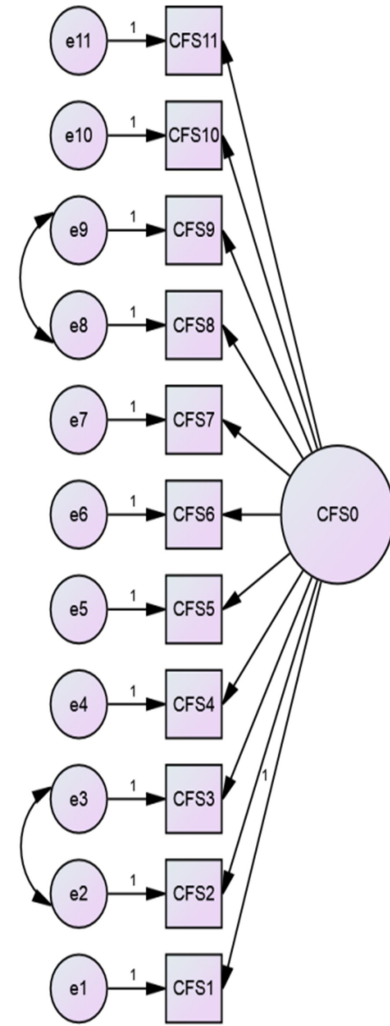 e11 1 CFS11
e10 1 CFS10
e9 1 CFS9
e8 1 CFS8
e7 1 CFS7
e6 1 CFS6 CFS0
e5 1 CFS5
e4 1 CFS4
e3 1 CFS3
1
e2 1 CFS2
e1 1 CFS1